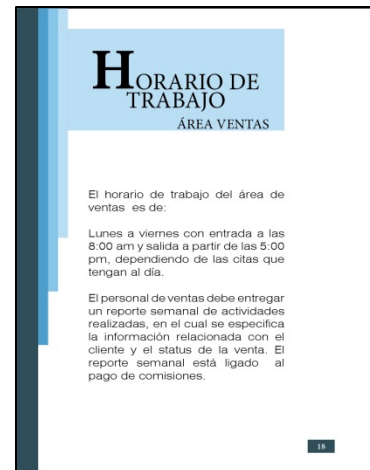 HORARIO DE
TRABAJO
ÁREA VENTAS
El horario de trabajo del área de
ventas es de:
Lunes a viernes con entrada a las
8:00 am y salida a partir de las 5:00
pm, dependiendo de las citas que
tengan al día.
El personal de ventas debe entregar
un reporte semanal de actividades
realizadas, en el cual se especifica
la información relacionada con el
cliente y el status de la venta. El
reporte semanal está ligado al
pago de comisiones.
18